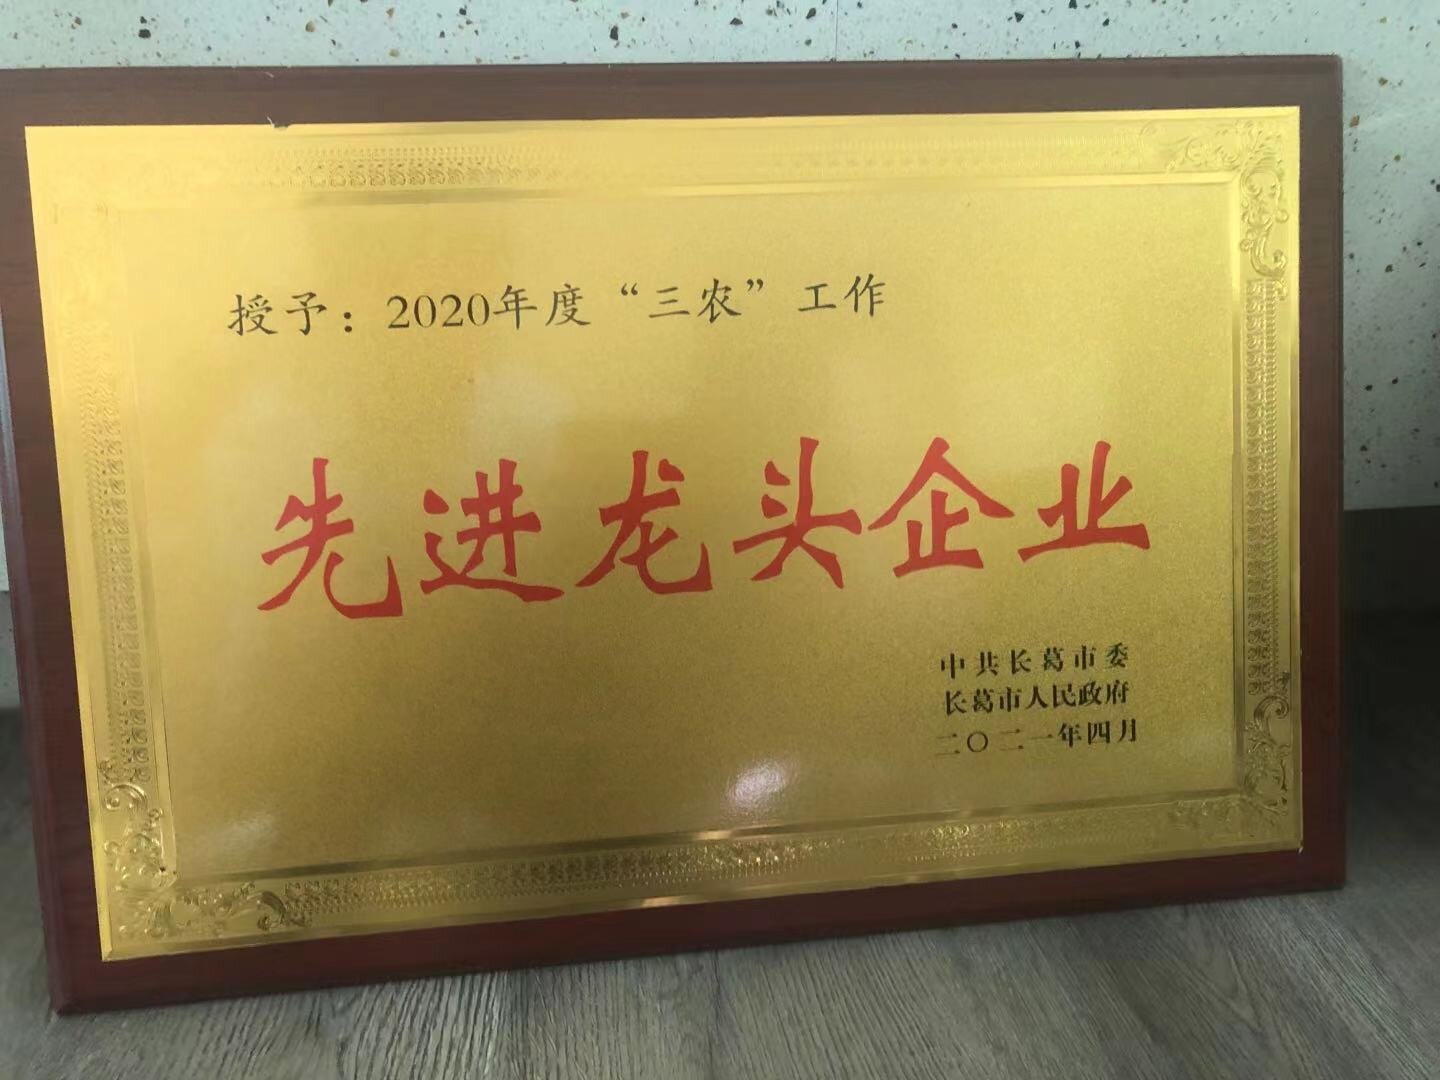 授予：2020年度“三农”工作
先进龙头企业
中共长葛市委
长葛市人民政府
二〇二一年四月